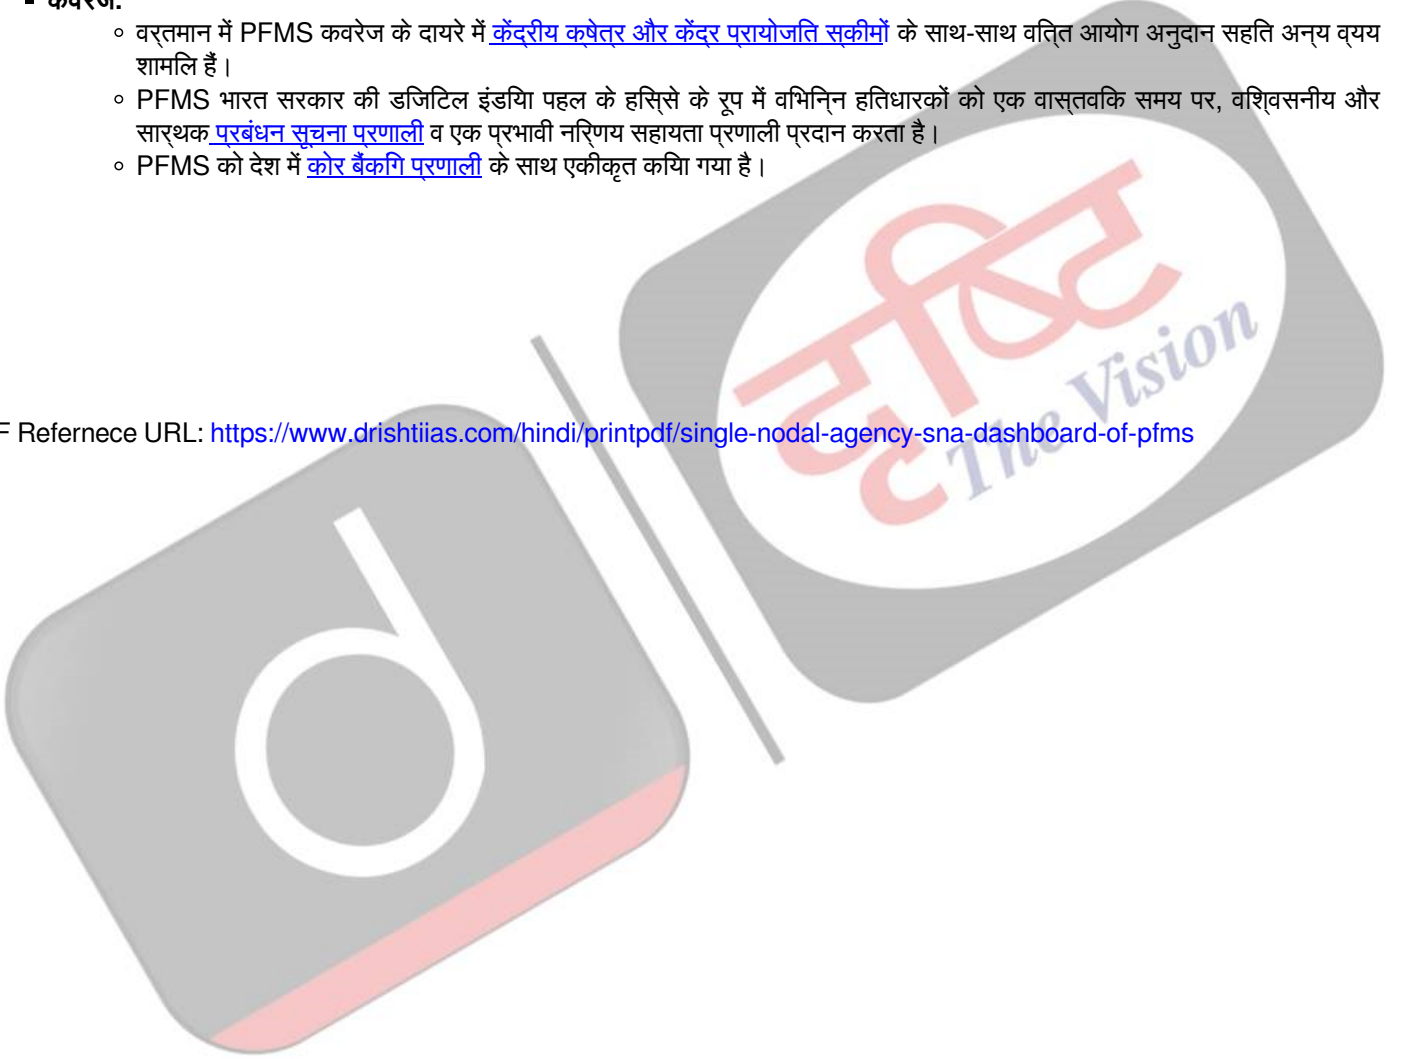 कवरेज:
वर्तमान में PFMS कवरेज के दायरे में केंद्रीय क्षेत्र और केंद्र प्रायोजित स्कीमों के साथ-साथ वित्त आयोग अनुदान सहित अन्य व्यय
शामिल हैं।
PFMS भारत सरकार की डिजिटल इंडिया पहल के हिस्से के रूप में विभिन्न हितधारकों को एक वास्तविक समय पर, विश्वसनीय और
सार्थक प्रबंधन सूचना प्रणाली व एक प्रभावी निर्णय सहायता प्रणाली प्रदान करता है।
PFMS को देश में कोर बैंकिंग प्रणाली के साथ एकीकृत किया गया है।
दृष्टि
The Vision
F Refernece URL: https://www.drishtiias.com/hindi/printpdf/single-nodal-agency-sna-dashboard-of-pfms
d